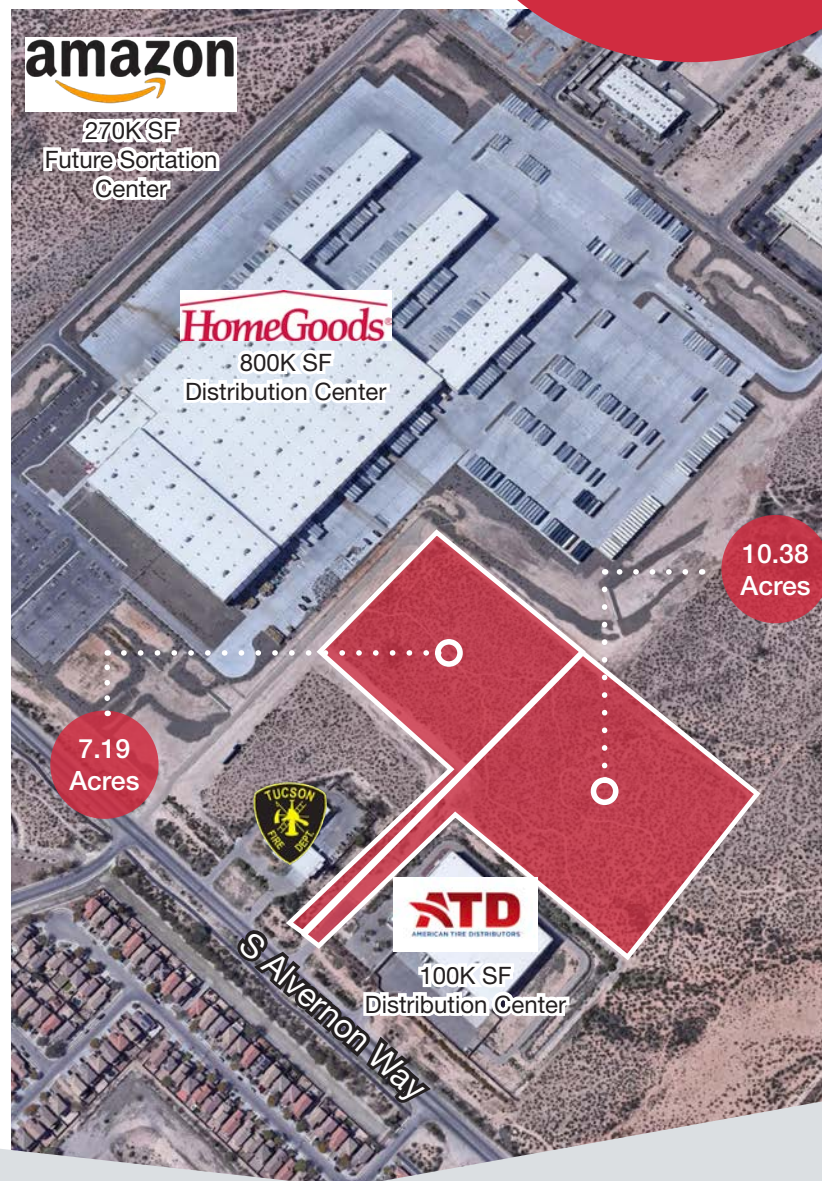 amazon
270K SF
Future Sortation
Center
HomeGoods®
800K SF
Distribution Center
10.38
Acres
7.19
Acres
TUCSON
FIRE DEPT.
ATD
AMERICAN TIRE DISTRIBUTORS
100K SF
Distribution Center
S Alvernon Way